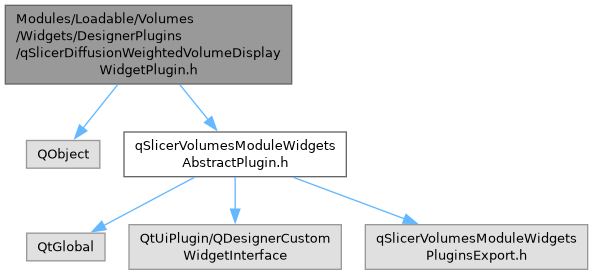 Modules/Loadable/Volumes
/Widgets/DesignerPlugins
/qSlicerDiffusionWeightedVolumeDisplay
WidgetPlugin.h
QObject
qSlicerVolumesModuleWidgets
AbstractPlugin.h
QtGlobal
QtUiPlugin/QDesignerCustom
WidgetInterface
qSlicerVolumesModuleWidgets
PluginsExport.h